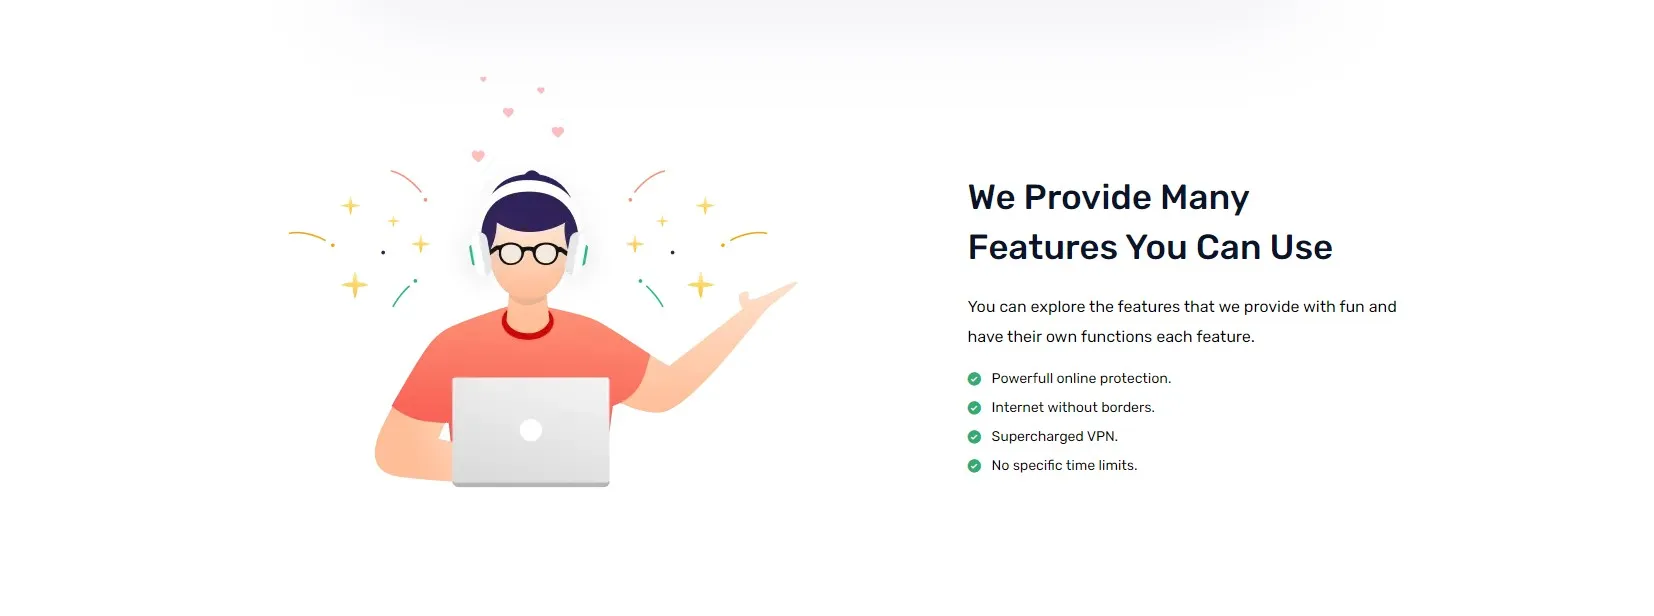 We Provide Many
Features You Can Use
You can explore the features that we provide with fun and
have their own functions each feature.
Powerfull online protection.
Internet without borders.
Supercharged VPN.
No specific time limits.